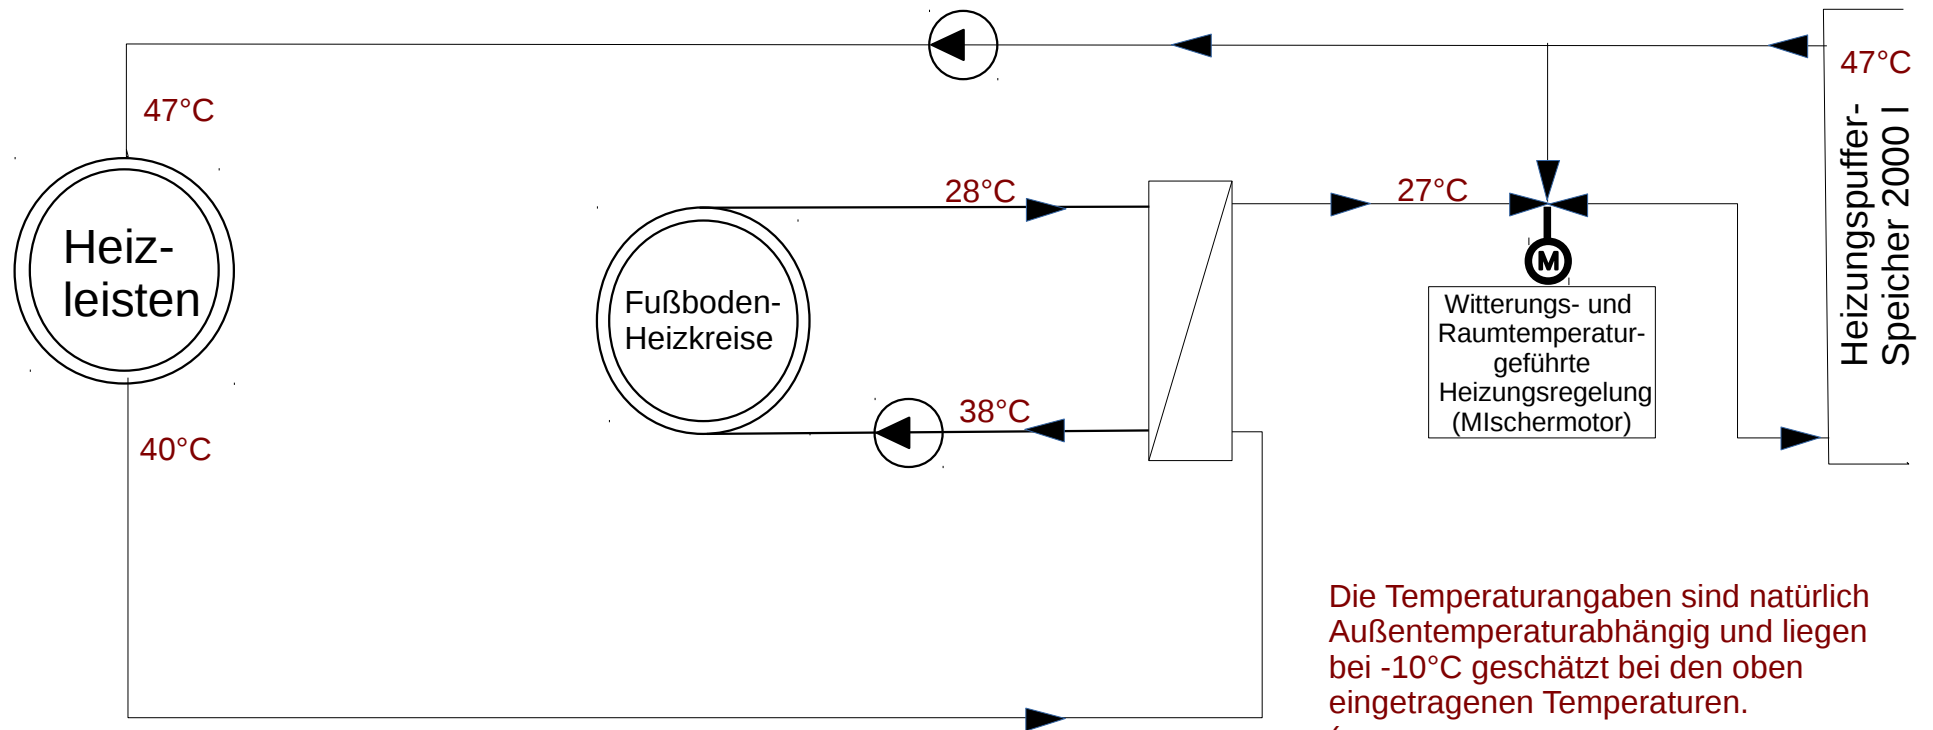 47°C
47°C
Heizungspuffer-
Speicher 2000 l
28°C
27°C
Heiz-
leisten
Fußboden-
Heizkreise
M
Witterungs- und
Raumtemperatur-
geführte
Heizungsregelung
(MIschermotor)
38°C
40°C
Die Temperaturangaben sind natürlich
Außentemperaturabhängig und liegen
bei -10°C geschätzt bei den oben
eingetragenen Temperaturen.